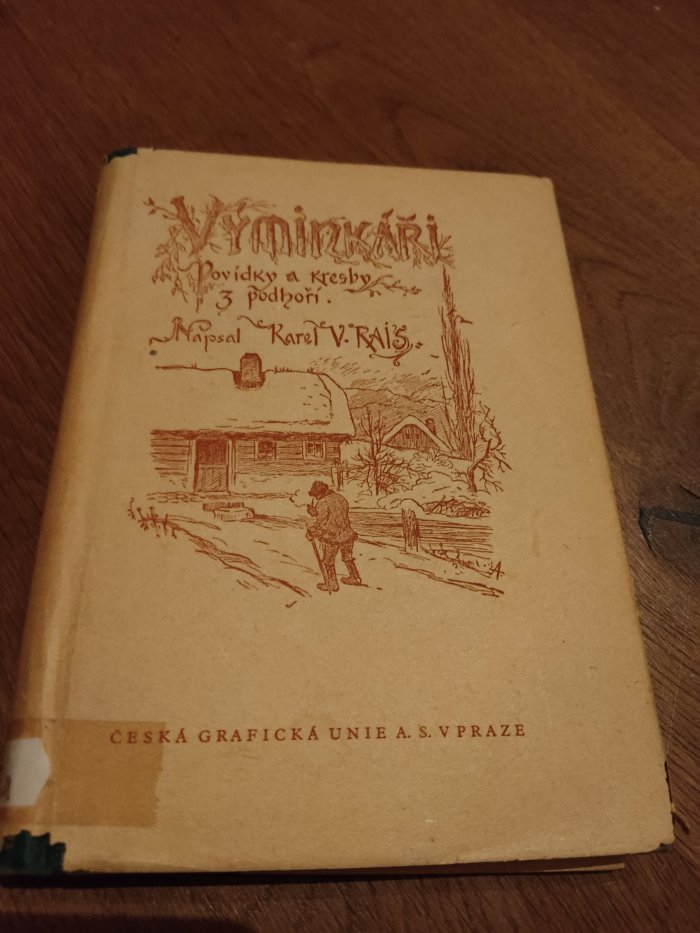 Výminkáři
Povídky a kresby
z podhoří.
Napsal Karel V. RAIS.
ČESKÁ GRAFICKÁ UNIE A. S. V PRAZE